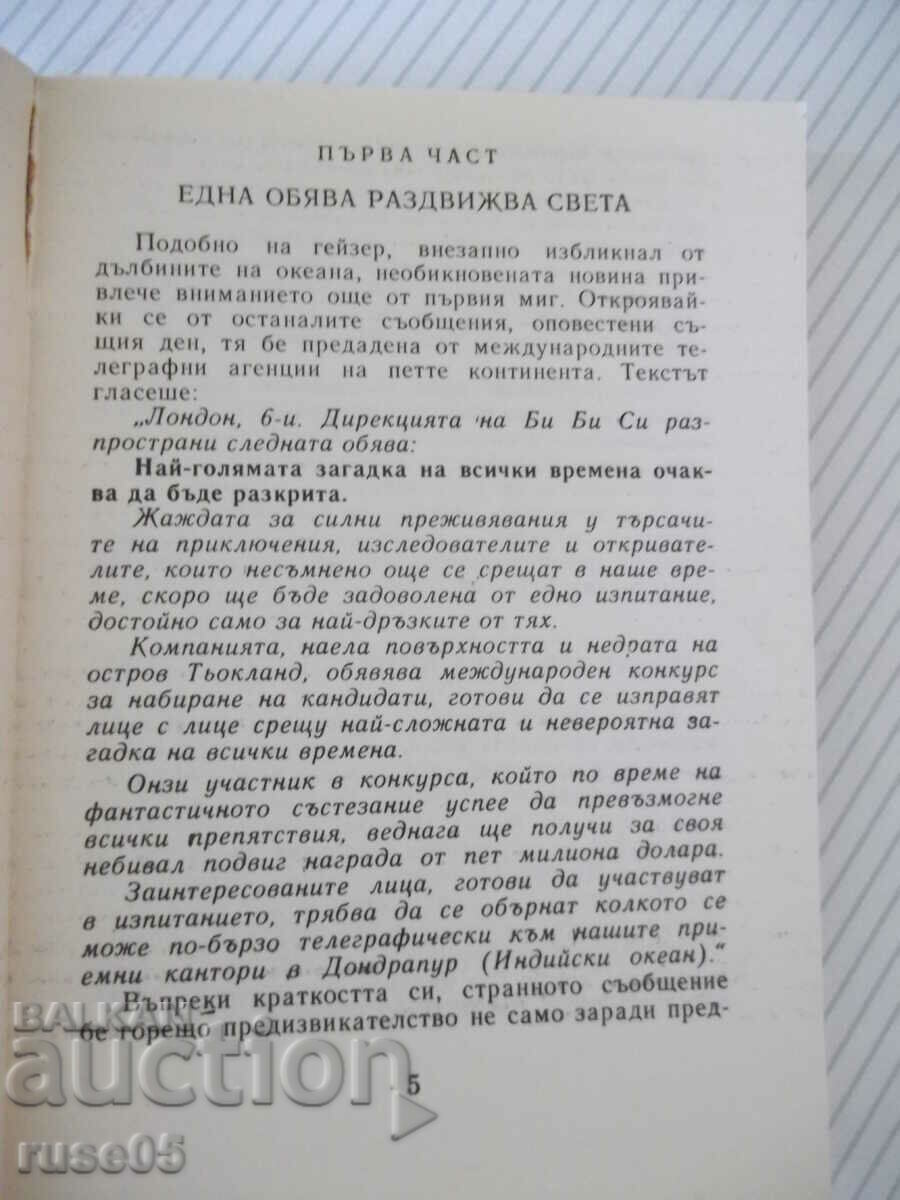 ПЪРВА ЧАСТ
ЕДНА ОБЯВА РАЗДВИЖВА СВЕТА
Подобно на гейзер, внезапно избликнал от
дълбините на океана, необикновената новина при-
влече вниманието още от първия миг. Откроявай-
ки се от останалите съобщения, оповестени съ-
щия ден, тя бе предадена от международните те-
леграфни агенции на петте континента. Текстът
гласеше:
„Лондон, 6-и. Дирекцията на Би Би Си раз-
пространи следната обява:
Най-голямата загадка на всички времена очак-
ва да бъде разкрита.
Жаждата за силни преживявания у търсачи-
те на приключения, изследователите и откривате-
лите, които несъмнено още се срещат в наше вре-
ме, скоро ще бъде задоволена от едно изпитание,
достойно само за най-дръзките от тях.
Компанията, наела повърхността и недрата на
остров Тьокланд, обявява международен конкурс
за набиране на кандидати, готови да се изправят
лице с лице срещу най-сложната и невероятна за-
гадка на всички времена.
Онзи участник в конкурса, който по време на
фантастичното състезание успее да превъзмогне
всички препятствия, веднага ще получи за своя
небивал подвиг награда от пет милиона долара.
Заинтересованите лица, готови да участвуват
в изпитанието, трябва да се обърнат колкото се
може по-бързо телеграфически към нашите при-
емни кантори в Дондрапур (Индийски океан).“
Въпреки краткостта си, странното съобщение
бе горещо предизвикателство не само заради пред-
5
BALKAN
auction
ruse05